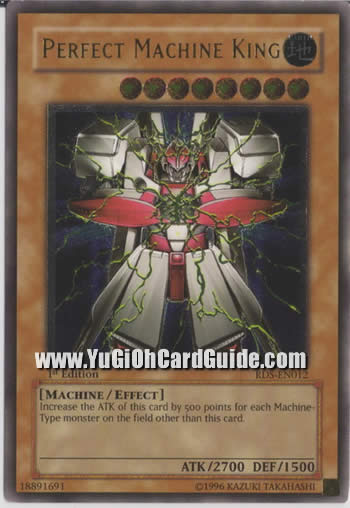 Perfect Machine King
地
www.YuGiOhCardGuide.com
1st Edition
RDS-EN012
[Machine/Effect]
Increase the ATK of this card by 500 points for each Machine-
Type monster on the field other than this card.
ATK/2700 DEF/1500
18891691
©1996 KAZUKI TAKAHASHI